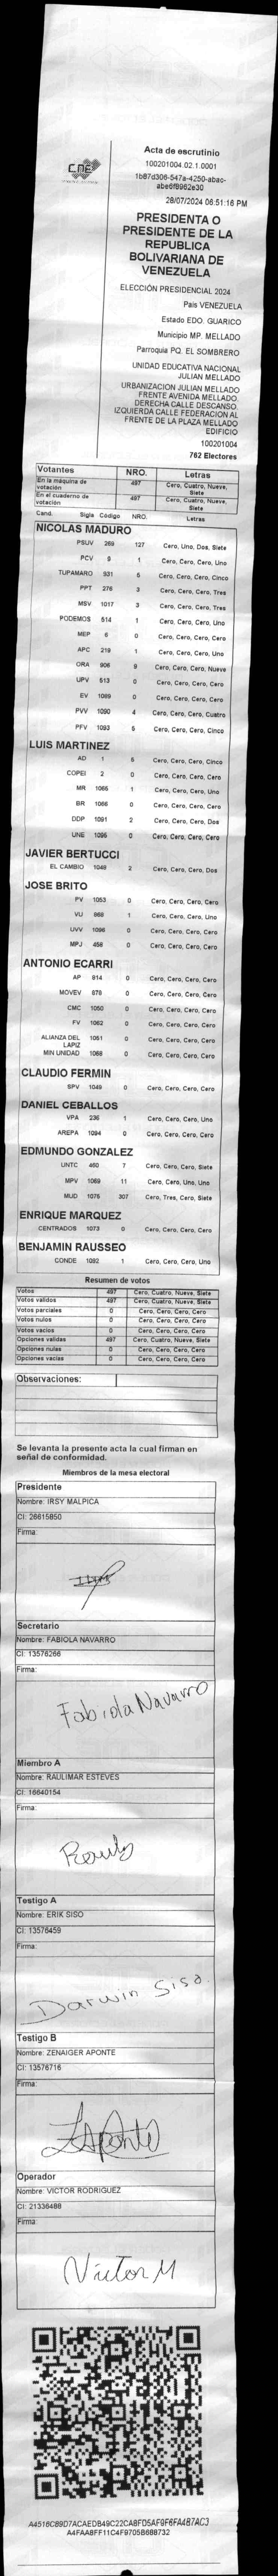 CNE
Acta de escrutinio
100201004.02.1.0001
1b87d306-547a-4250-abac-
abe6f8962e30
28/07/2024 06:51:16 PM
PRESIDENTA O
PRESIDENTE DE LA
REPUBLICA
BOLIVARIANA DE
VENEZUELA
ELECCIÓN PRESIDENCIAL 2024
Pais VENEZUELA
Estado EDO. GUARICO
Municipio MP. MELLADO
Parroquia PQ. EL SOMBRERO
UNIDAD EDUCATIVA NACIONAL
JULIAN MELLADO
URBANIZACION JULIAN MELLADO
FRENTE AVENIDA MELLADO.
DERECHA CALLE DESCANSO.
IZQUIERDA CALLE FEDERACION AL
FRENTE DE LA PLAZA MELLADO
EDIFICIO
100201004
762 Electores
Votantes NRO. Letras
En la máquina de votación 497 Cero, Cuatro, Nueve, Siete
En el cuaderno de votación 497 Cero, Cuatro, Nueve, Siete
Cand. Sigla Código NRO. Letras
NICOLAS MADURO
PSUV 269 127 Cero, Uno, Dos, Siete
PCV 8 1 Cero, Cero, Cero, Uno
TUPAMARO 931 5 Cero, Cero, Cero, Cinco
PPT 276 3 Cero, Cero, Cero, Tres
MSV 1017 3 Cero, Cero, Cero, Tres
PODEMOS 514 1 Cero, Cero, Cero, Uno
MEP 6 0 Cero, Cero, Cero, Cero
APC 219 1 Cero, Cero, Cero, Uno
ORA 906 9 Cero, Cero, Cero, Nueve
UPV 513 0 Cero, Cero, Cero, Cero
EV 1089 0 Cero, Cero, Cero, Cero
PVV 1090 4 Cero, Cero, Cero, Cuatro
PFV 1093 5 Cero, Cero, Cero, Cinco
LUIS MARTINEZ
AD 1 5 Cero, Cero, Cero, Cinco
COPEI 2 0 Cero, Cero, Cero, Cero
MR 1065 1 Cero, Cero, Cero, Uno
BR 1066 0 Cero, Cero, Cero, Cero
DDP 1091 2 Cero, Cero, Cero, Dos
UNE 1095 0 Cero, Cero, Cero, Cero
JAVIER BERTUCCI
EL CAMBIO 1048 2 Cero, Cero, Cero, Dos
JOSE BRITO
PV 1053 0 Cero, Cero, Cero, Cero
VU 968 1 Cero, Cero, Cero, Uno
UVV 1096 0 Cero, Cero, Cero, Cero
MPJ 458 0 Cero, Cero, Cero, Cero
ANTONIO ECARRI
AP 914 0 Cero, Cero, Cero, Cero
MOVEV 979 0 Cero, Cero, Cero, Cero
CMC 1050 0 Cero, Cero, Cero, Cero
FV 1062 0 Cero, Cero, Cero, Cero
ALIANZA DEL LAPIZ 1051 0 Cero, Cero, Cero, Cero
MIN UNIDAD 1068 0 Cero, Cero, Cero, Cero
CLAUDIO FERMIN
SPV 1049 0 Cero, Cero, Cero, Cero
DANIEL CEBALLOS
VPA 236 1 Cero, Cero, Cero, Uno
AREPA 1094 0 Cero, Cero, Cero, Cero
EDMUNDO GONZALEZ
UNTC 460 7 Cero, Cero, Cero, Siete
MPV 1069 11 Cero, Cero, Uno, Uno
MUD 1075 307 Cero, Tres, Cero, Siete
ENRIQUE MARQUEZ
CENTRADOS 1073 0 Cero, Cero, Cero, Cero
BENJAMIN RAUSSEO
CONDE 1092 1 Cero, Cero, Cero, Uno
Resumen de votos
Votos 497 Cero, Cuatro, Nueve, Siete
Votos validos 497 Cero, Cuatro, Nueve, Siete
Votos parciales 0 Cero, Cero, Cero, Cero
Votos nulos 0 Cero, Cero, Cero, Cero
Votos vacios 0 Cero, Cero, Cero, Cero
Opciones validas 497 Cero, Cuatro, Nueve, Siete
Opciones nulas 0 Cero, Cero, Cero, Cero
Opciones vacias 0 Cero, Cero, Cero, Cero
Observaciones:
Se levanta la presente acta la cual firman en
señal de conformidad.
Miembros de la mesa electoral
Presidente
Nombre: IRSY MALPICA
CI: 26615850
Firma:
Secretario
Nombre: FABIOLA NAVARRO
CI: 13576266
Firma:
Fabiola Navarro
Miembro A
Nombre: RAULIMAR ESTEVES
CI: 16640154
Firma:
Testigo A
Nombre: ERIK SISO
CI: 13576459
Firma:
Darwin Siso.
Testigo B
Nombre: ZENAIGER APONTE
CI: 13576716
Firma:
ZAponte
Operador
Nombre: VICTOR RODRIGUEZ
CI: 21336488
Firma:
Victor M
A4516C89D7ACAEDB49C22CA8FD5AF9F6FA4B7AC3
A4FAA8FF11C4F9705B688732